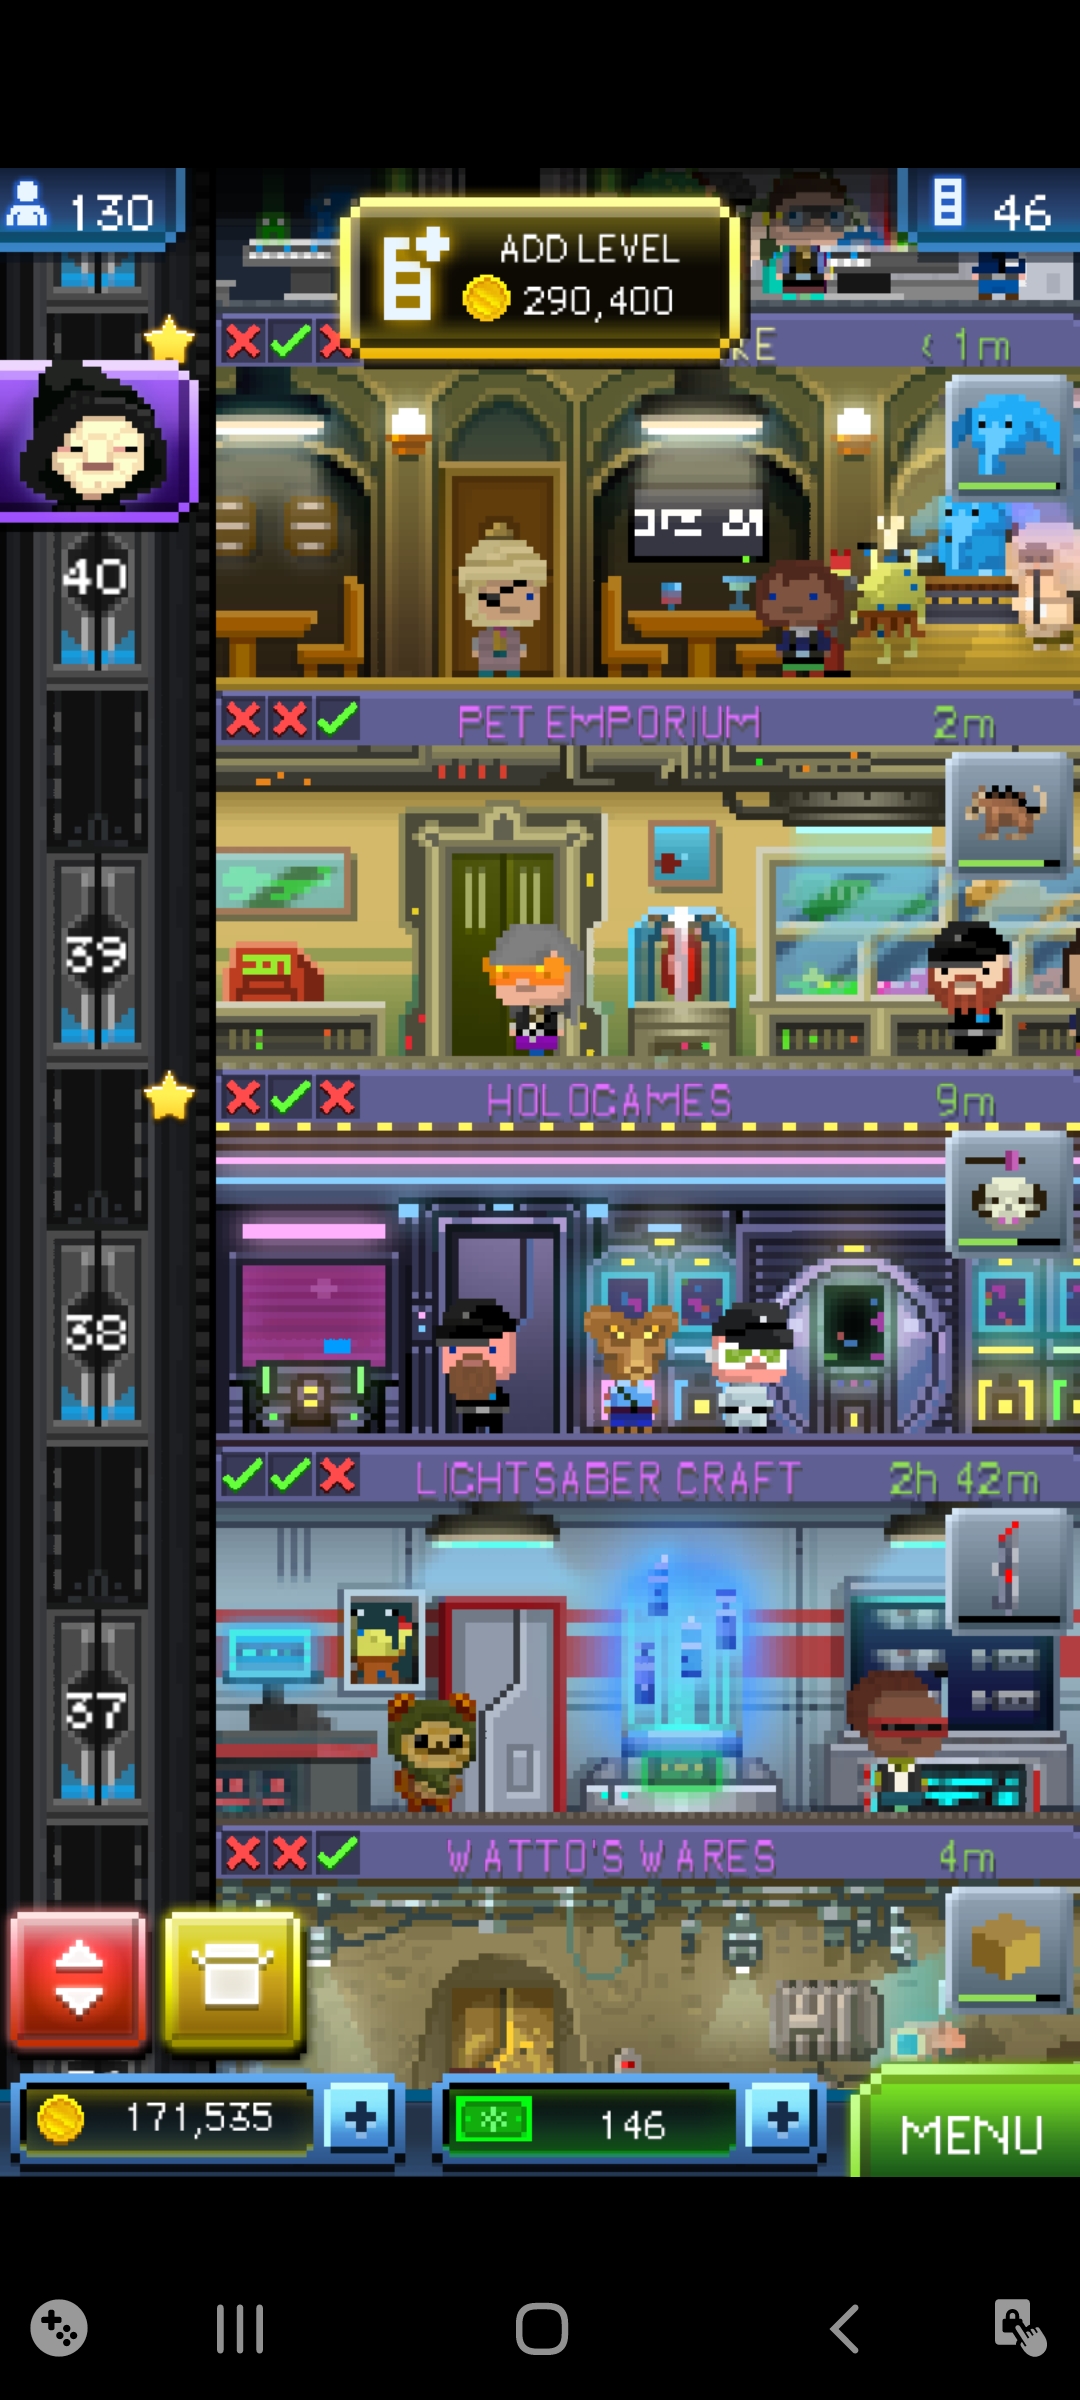 130
46
ADD LEVEL
290,400
KE
< 1m
40
PET EMPORIUM
2m
39
HOLOGAMES
9m
38
LIGHTSABER CRAFT
2h 42m
37
WATTO'S WARES
4m
171,535
146
MENU